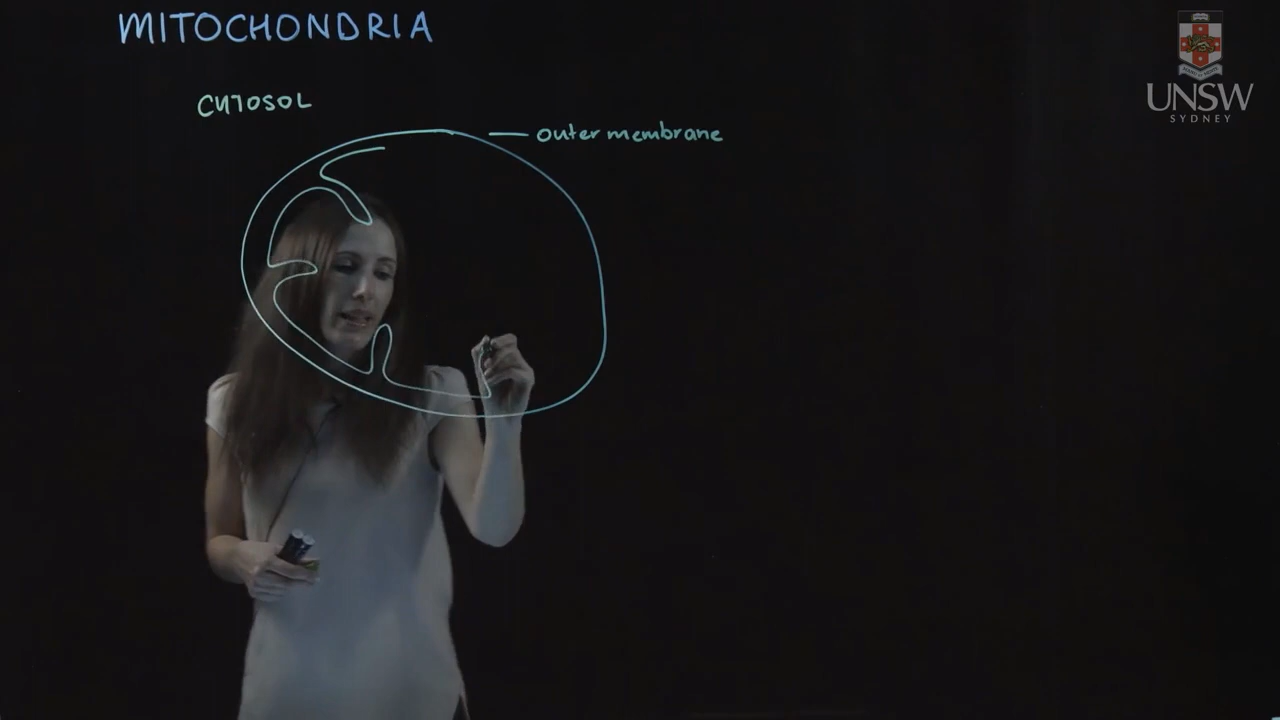 MITOCHONDRIA
CYTOSOL
outer membrane
UNSW
SYDNEY